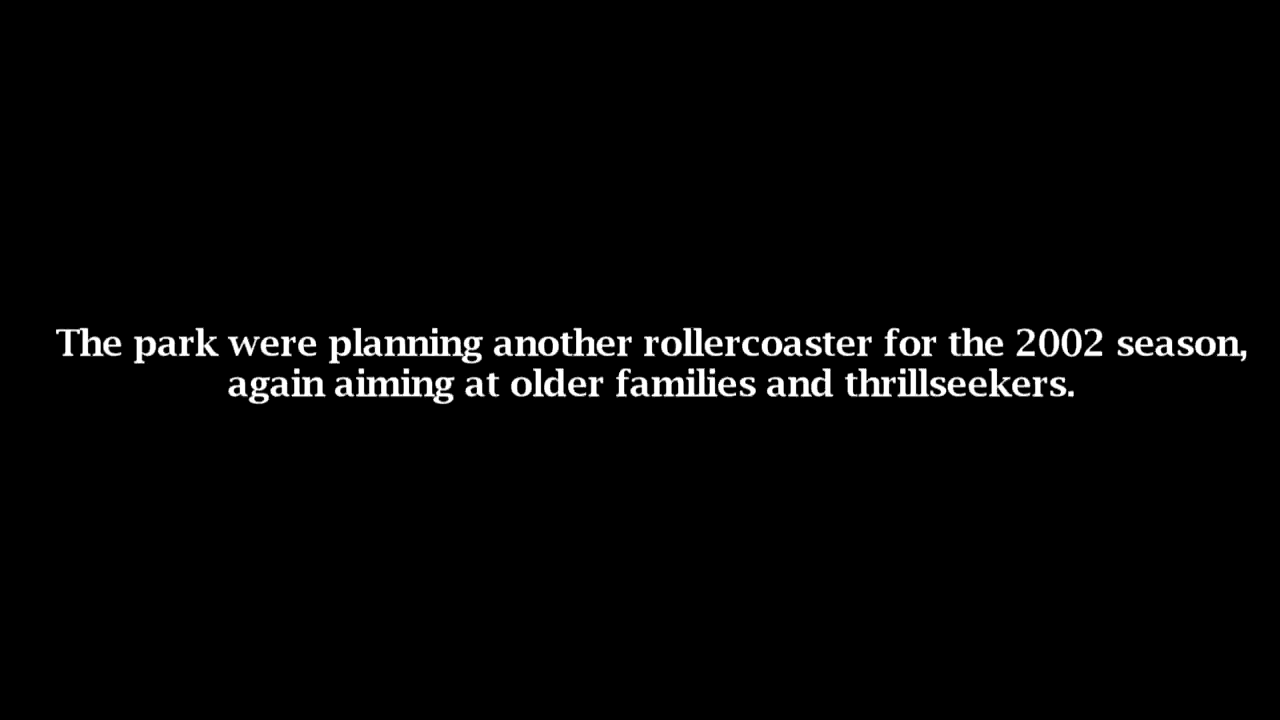 The park were planning another rollercoaster for the 2002 season,
again aiming at older families and thrillseekers.